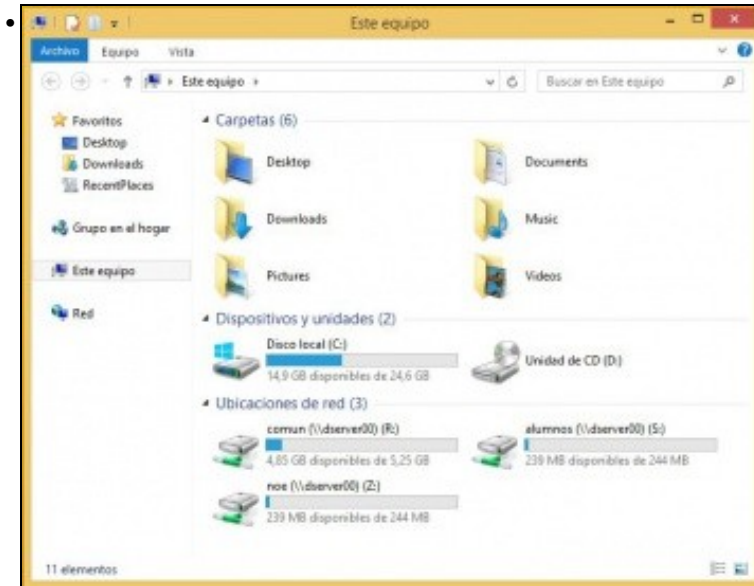 Este equipo
Archivo Equipo Vista
Este equipo Buscar en Este equipo
Favoritos
Desktop
Downloads
RecentPlaces
Grupo en el hogar
Este equipo
Red
Carpetas (6)
Desktop Documents
Downloads Music
Pictures Videos
Dispositivos y unidades (2)
Disco local (C:)
14,9 GB disponibles de 24,6 GB
Unidad de CD (D:)
Ubicaciones de red (3)
comun (\\dserver00) (R:)
4,85 GB disponibles de 5,25 GB
alumnos (\\dserver00) (S:)
239 MB disponibles de 244 MB
noe (\\dserver00) (Z:)
239 MB disponibles de 244 MB
11 elementos